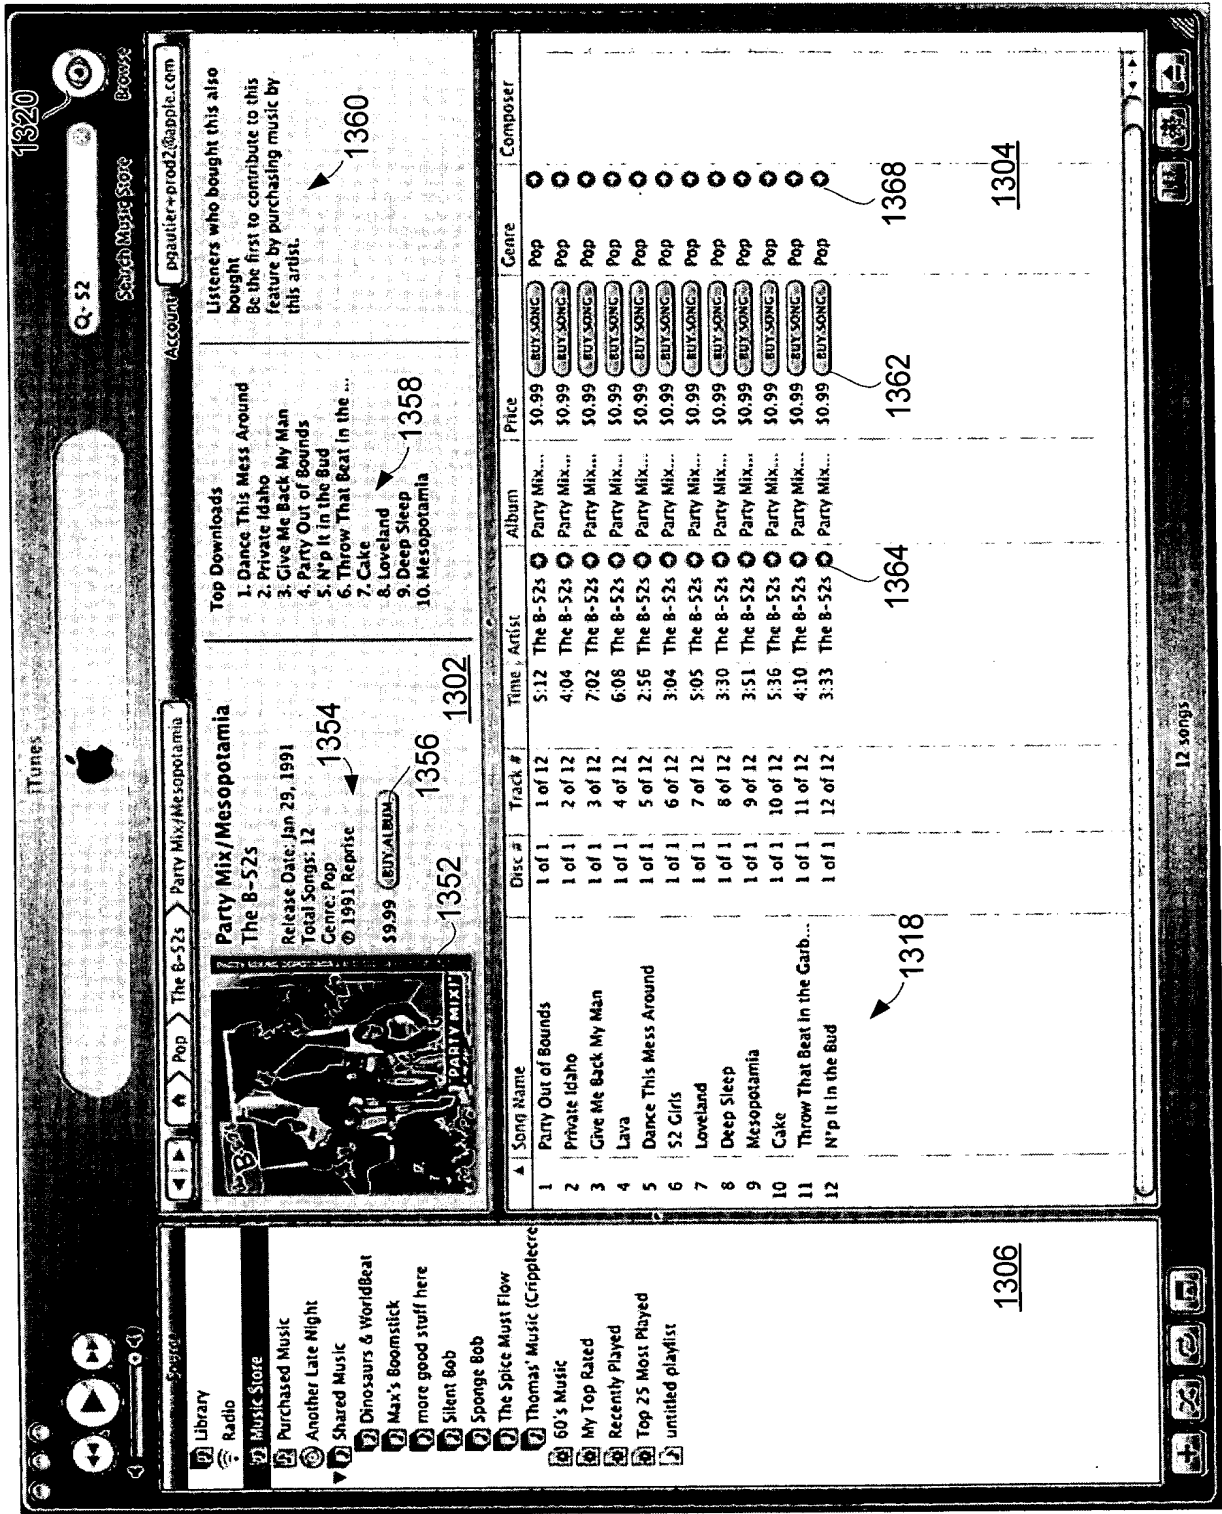 iTunes
1320
Q- 52
Search Music Store
Browse
Source
Library
Radio
Music Store
Purchased Music
Another Late Night
Shared Music
Dinosaurs & WorldBeat
Max's Boomstick
more good stuff here
Silent Bob
Sponge Bob
The Spice Must Flow
Thomas' Music (Cripplecre
60's Music
My Top Rated
Recently Played
Top 25 Most Played
untitled playlist
1306
Pop
The B-52s
Party Mix/Mesopotamia
Account:
pgautier+prod2@apple.com
PARTY MIX!
Party Mix/Mesopotamia
The B-52s
Release Date: Jan 29, 1991
Total Songs: 12
Genre: Pop
℗ 1991 Reprise
$9.99 BUY ALBUM
1352
1354
1356
1302
Top Downloads
1. Dance This Mess Around
2. Private Idaho
3. Give Me Back My Man
4. Party Out of Bounds
5. N*p It in the Bud
6. Throw That Beat In the ...
7. Cake
8. Loveland
9. Deep Sleep
10. Mesopotamia
1358
Listeners who bought this also
bought
Be the first to contribute to this
feature by purchasing music by
this artist.
1360
Song Name Disc # Track # Time Artist Album Price Genre Composer
1 Party Out of Bounds 1 of 1 1 of 12 5:12 The B-52s Party Mix... $0.99 BUY SONG Pop
2 Private Idaho 1 of 1 2 of 12 4:04 The B-52s Party Mix... $0.99 BUY SONG Pop
3 Give Me Back My Man 1 of 1 3 of 12 7:02 The B-52s Party Mix... $0.99 BUY SONG Pop
4 Lava 1 of 1 4 of 12 6:08 The B-52s Party Mix... $0.99 BUY SONG Pop
5 Dance This Mess Around 1 of 1 5 of 12 2:56 The B-52s Party Mix... $0.99 BUY SONG Pop
6 52 Girls 1 of 1 6 of 12 3:04 The B-52s Party Mix... $0.99 BUY SONG Pop
7 Loveland 1 of 1 7 of 12 5:05 The B-52s Party Mix... $0.99 BUY SONG Pop
8 Deep Sleep 1 of 1 8 of 12 3:30 The B-52s Party Mix... $0.99 BUY SONG Pop
9 Mesopotamia 1 of 1 9 of 12 3:51 The B-52s Party Mix... $0.99 BUY SONG Pop
10 Cake 1 of 1 10 of 12 5:36 The B-52s Party Mix... $0.99 BUY SONG Pop
11 Throw That Beat in the Garb... 1 of 1 11 of 12 4:10 The B-52s Party Mix... $0.99 BUY SONG Pop
12 N*p It in the Bud 1 of 1 12 of 12 3:33 The B-52s Party Mix... $0.99 BUY SONG Pop
1318
1364
1362
1368
1304
12 songs